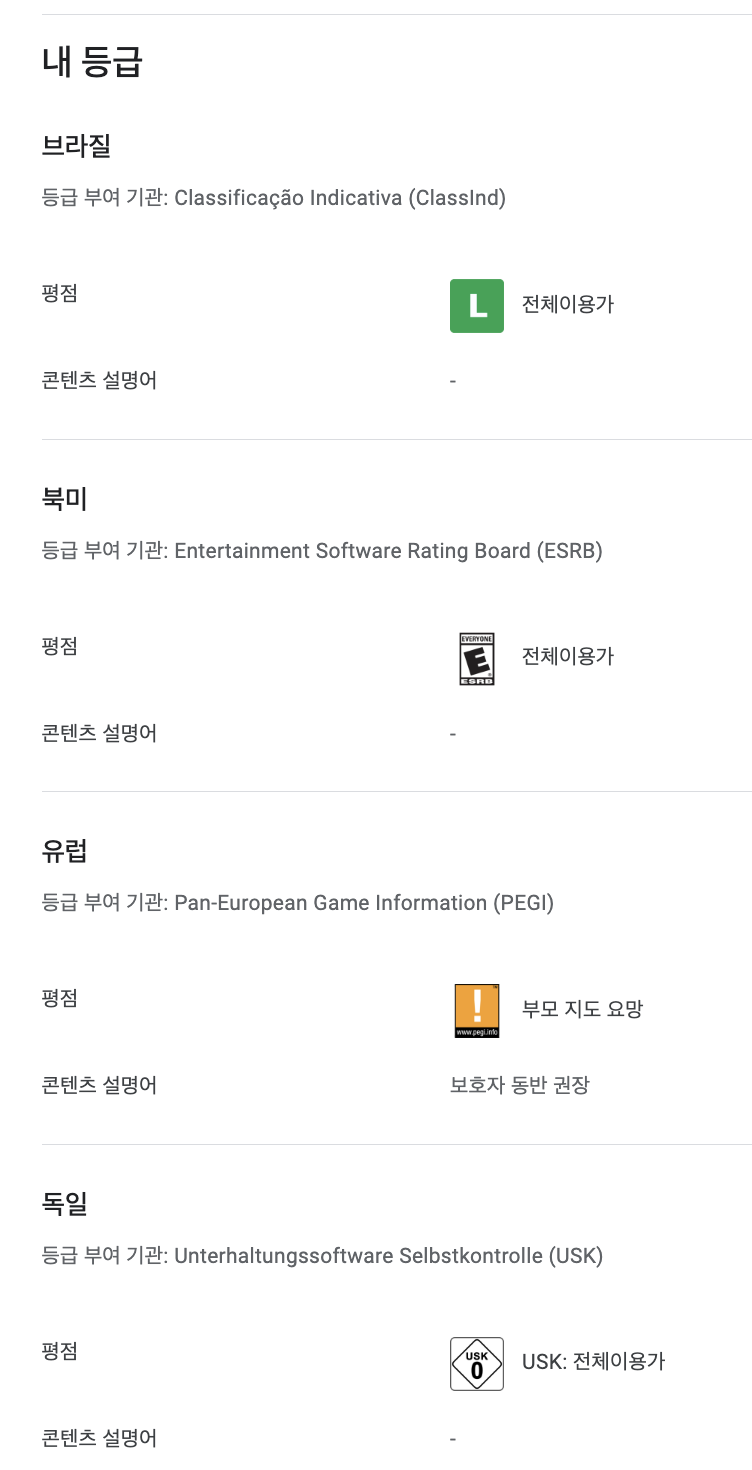 내 등급
브라질
등급 부여 기관: Classificação Indicativa (ClassInd)
평점
L 전체이용가
콘텐츠 설명어
-
북미
등급 부여 기관: Entertainment Software Rating Board (ESRB)
평점
EVERYONE
E 전체이용가
ESRB
콘텐츠 설명어
-
유럽
등급 부여 기관: Pan-European Game Information (PEGI)
평점
! 부모 지도 요망
www.pegi.info
콘텐츠 설명어
보호자 동반 권장
독일
등급 부여 기관: Unterhaltungssoftware Selbstkontrolle (USK)
평점
USK
0
USK: 전체이용가
콘텐츠 설명어
-